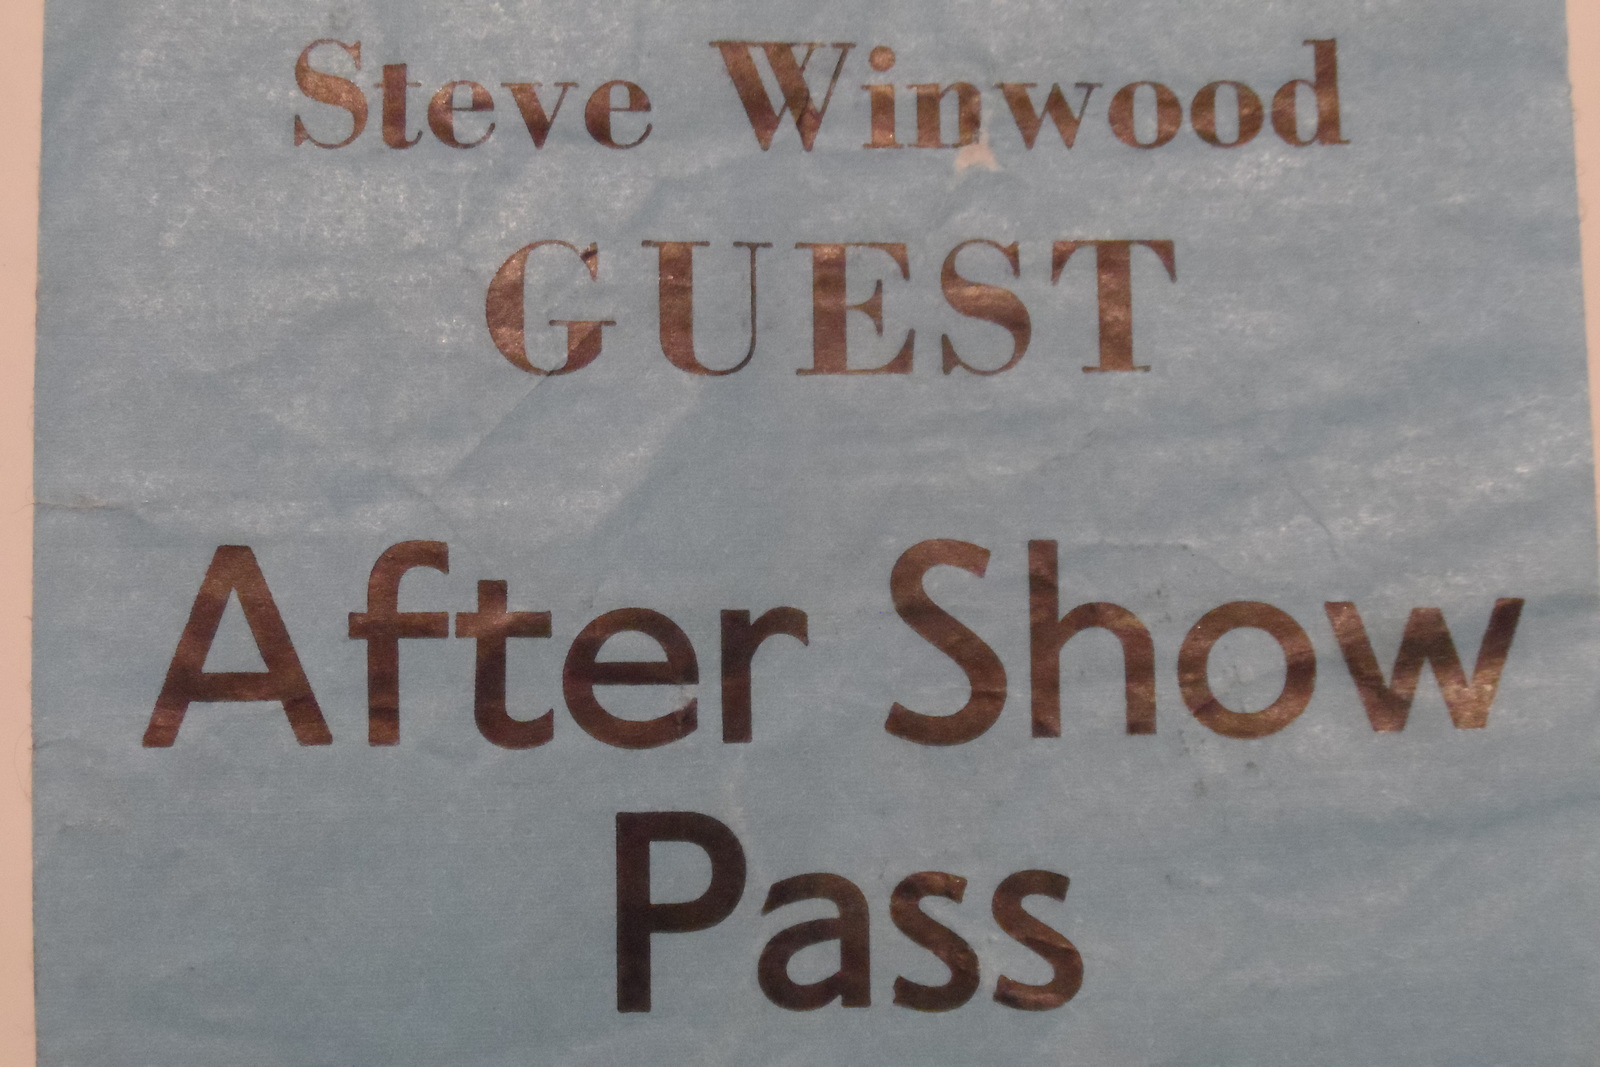 Steve Winwood
GUEST
After Show
Pass